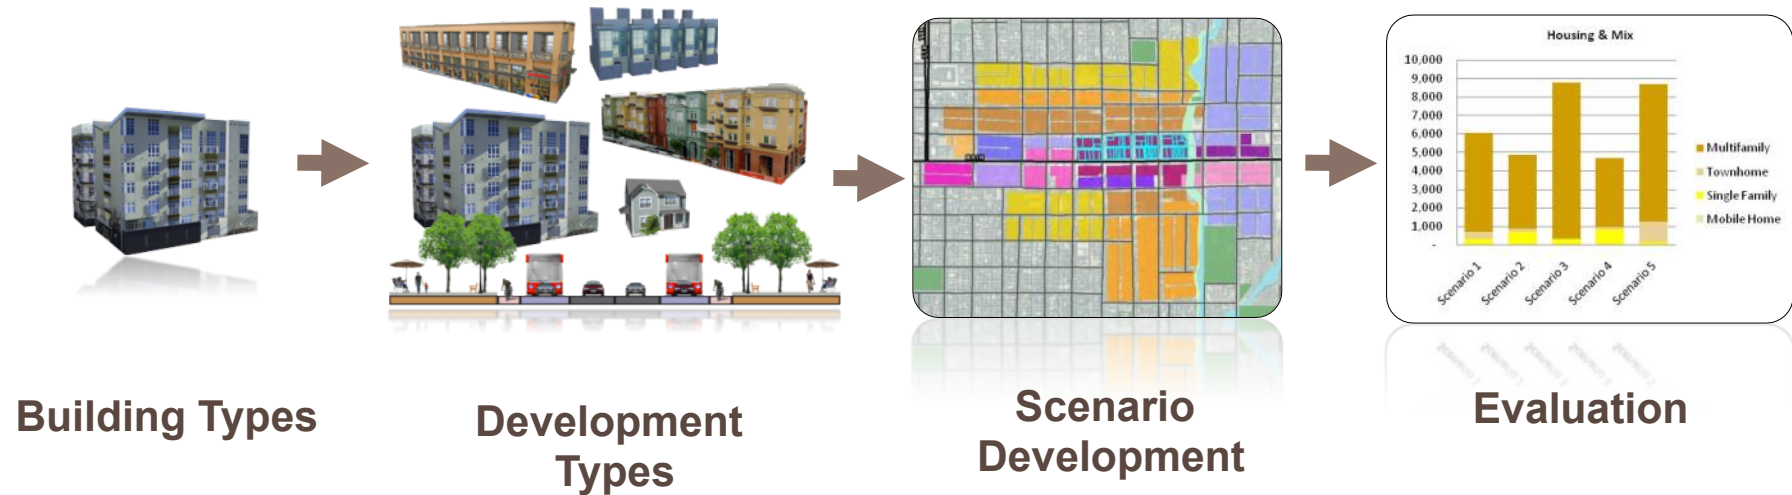 Housing & Mix
10,000
9,000
8,000
7,000
6,000
5,000
4,000
3,000
2,000
1,000
-
Scenario 1
Scenario 2
Scenario 3
Scenario 4
Scenario 5
Multifamily
Townhome
Single Family
Mobile Home
Building Types
Development
Types
Scenario
Development
Evaluation